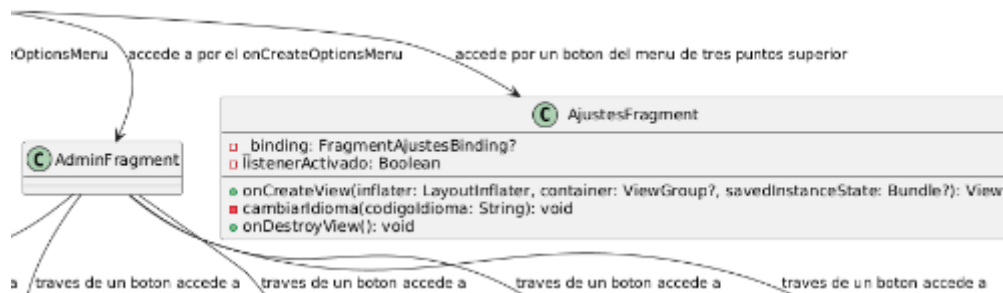 eOptionsMenu
accede a por el onCreateOptionsMenu
accede por un boton del menu de tres puntos superior
C AjustesFragment
_binding: FragmentAjustesBinding?
listenerActivado: Boolean
C AdminFragment
onCreateView(inflater: LayoutInflater, container: ViewGroup?, savedInstanceState: Bundle?): View
cambiarIdioma(codigoIdioma: String): void
onDestroyView(): void
a
traves de un boton accede a
traves de un boton accede a
traves de un boton accede a
traves de un boton accede a